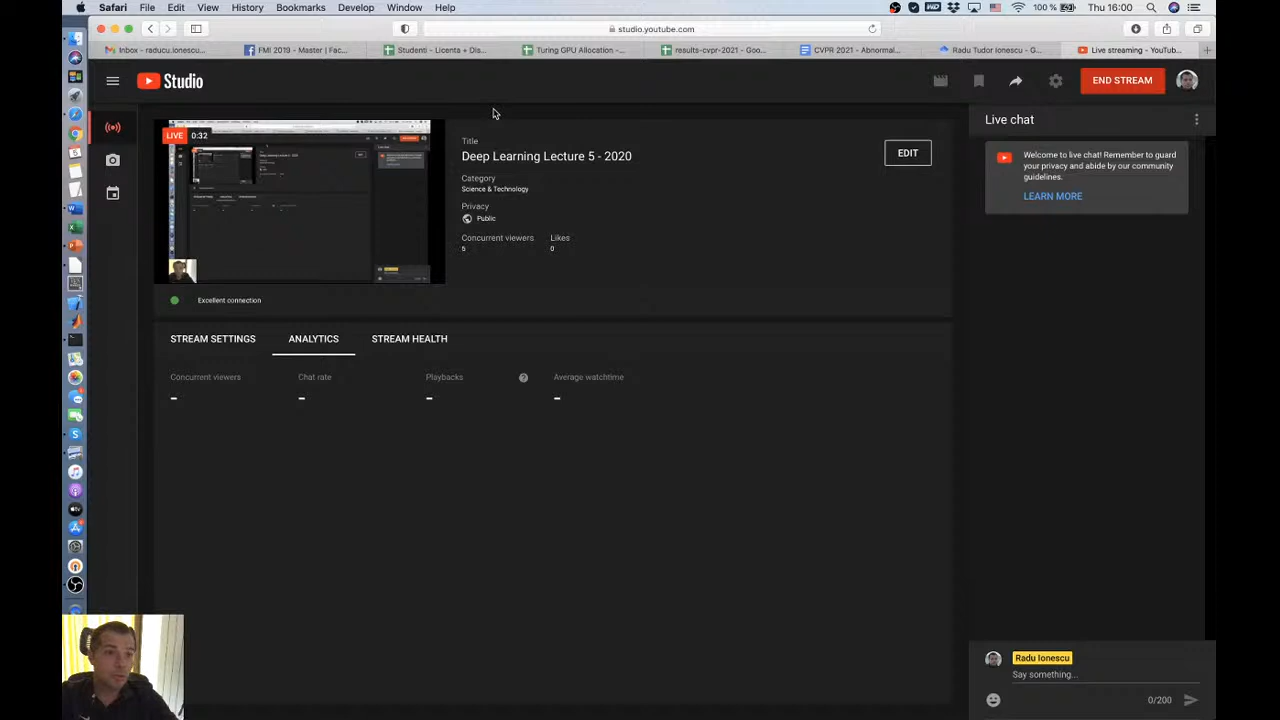 Safari File Edit View History Bookmarks Develop Window Help
100 % Thu 16:00
studio.youtube.com
Inbox - raducu.ionescu...
FMI 2019 - Master | Fac...
Studenti - Licenta + Dis...
Turing GPU Allocation -...
results-cvpr-2021 - Goo...
CVPR 2021 - Abnormal...
Radu Tudor Ionescu - G...
Live streaming - YouTub...
Studio
END STREAM
LIVE 0:32
Title
Deep Learning Lecture 5 - 2020
EDIT
Category
Science & Technology
Privacy
Public
Concurrent viewers Likes
5 0
Excellent connection
STREAM SETTINGS ANALYTICS STREAM HEALTH
Concurrent viewers Chat rate Playbacks ? Average watchtime
– – – –
Live chat
Welcome to live chat! Remember to guard
your privacy and abide by our community
guidelines.
LEARN MORE
Radu Ionescu
Say something...
0/200